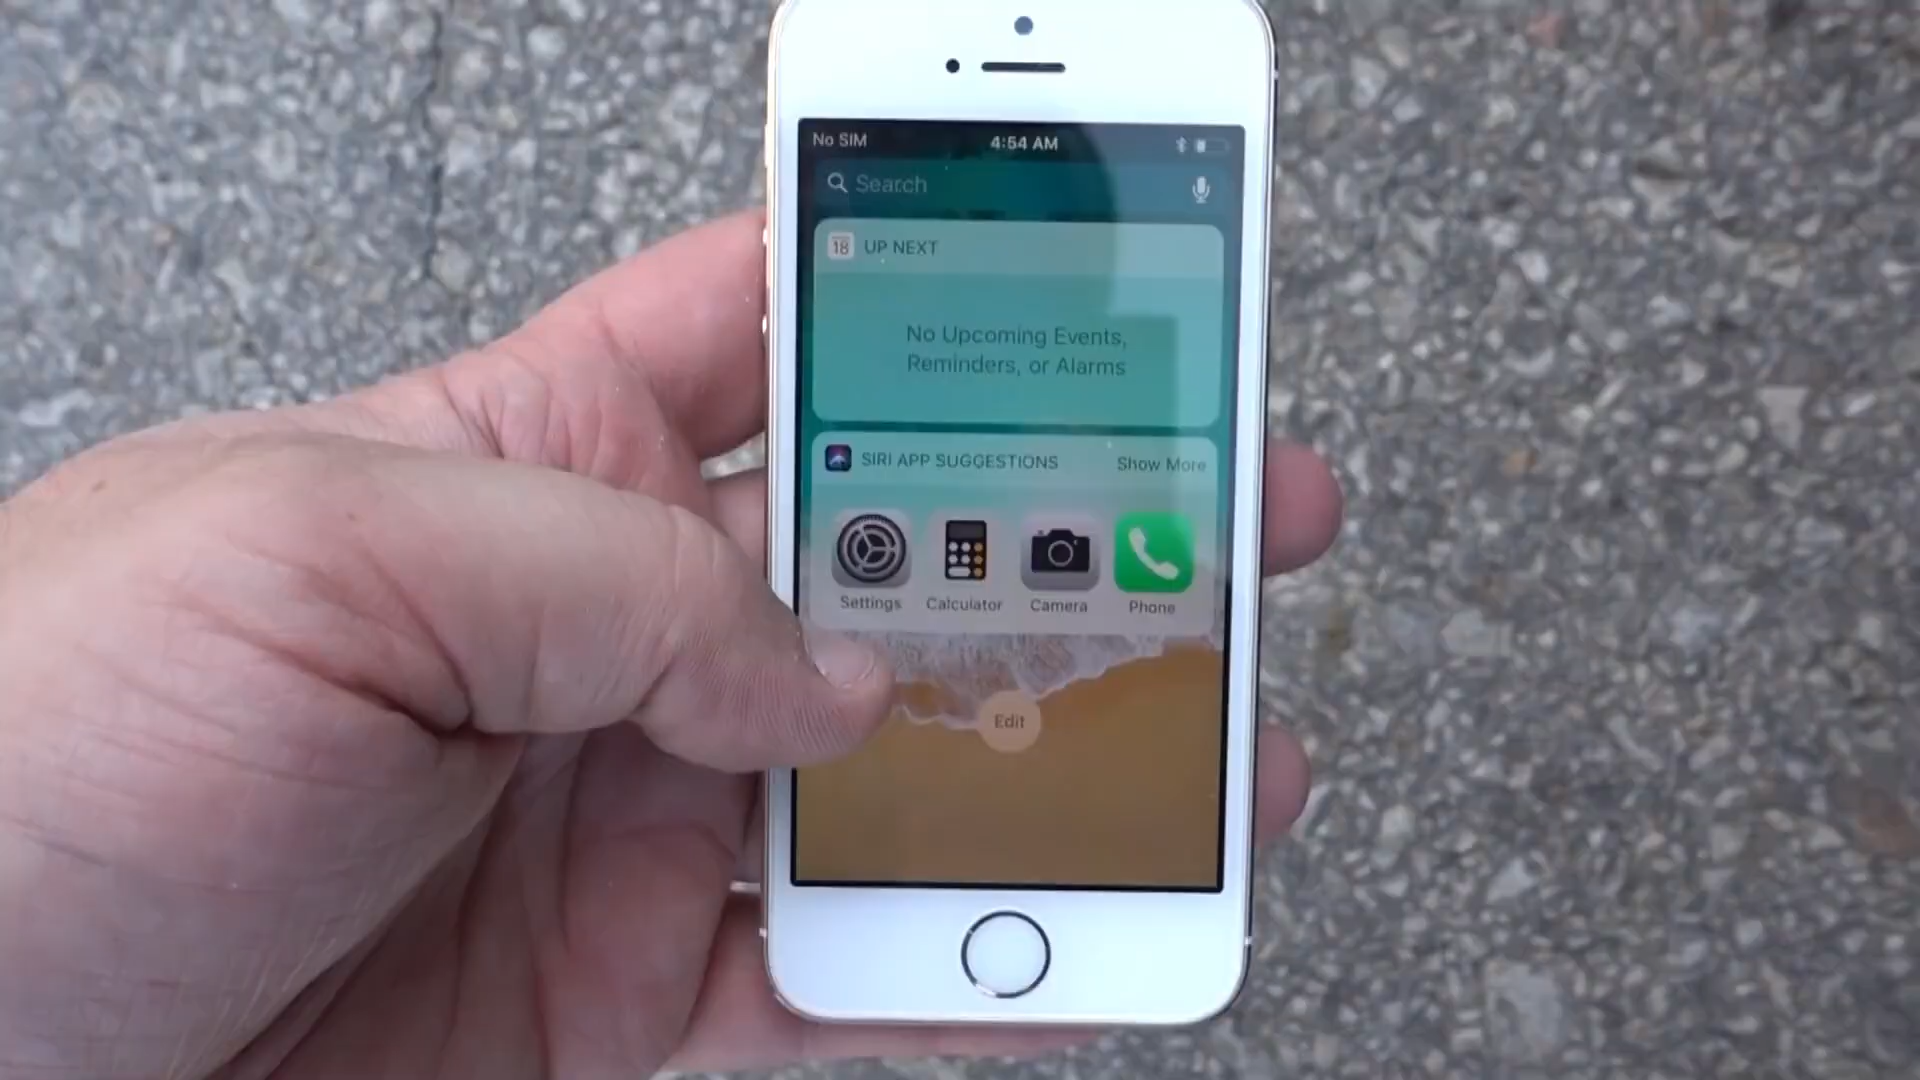 No SIM 4:54 AM
Search
18 UP NEXT
No Upcoming Events,
Reminders, or Alarms
SIRI APP SUGGESTIONS Show More
Settings Calculator Camera Phone
Edit